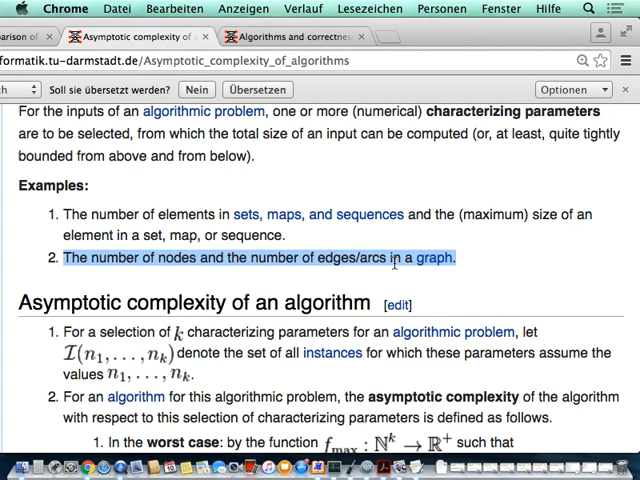 Chrome Datei Bearbeiten Anzeigen Verlauf Lesezeichen Personen Fenster Hilfe
arison of × Asymptotic complexity of a × Algorithms and correctness ×
formatik.tu-darmstadt.de/Asymptotic_complexity_of_algorithms
ch Soll sie übersetzt werden? Nein Übersetzen Optionen ×
For the inputs of an algorithmic problem, one or more (numerical) characterizing parameters
are to be selected, from which the total size of an input can be computed (or, at least, quite tightly
bounded from above and from below).
Examples:
1. The number of elements in sets, maps, and sequences and the (maximum) size of an
element in a set, map, or sequence.
2. The number of nodes and the number of edges/arcs in a graph.
Asymptotic complexity of an algorithm [edit]
1. For a selection of k characterizing parameters for an algorithmic problem, let
I(n₁, . . . , nₖ) denote the set of all instances for which these parameters assume the
values n₁, . . . , nₖ.
2. For an algorithm for this algorithmic problem, the asymptotic complexity of the algorithm
with respect to this selection of characterizing parameters is defined as follows.
1. In the worst case: by the function f_max : ℕᵏ → ℝ⁺ such that